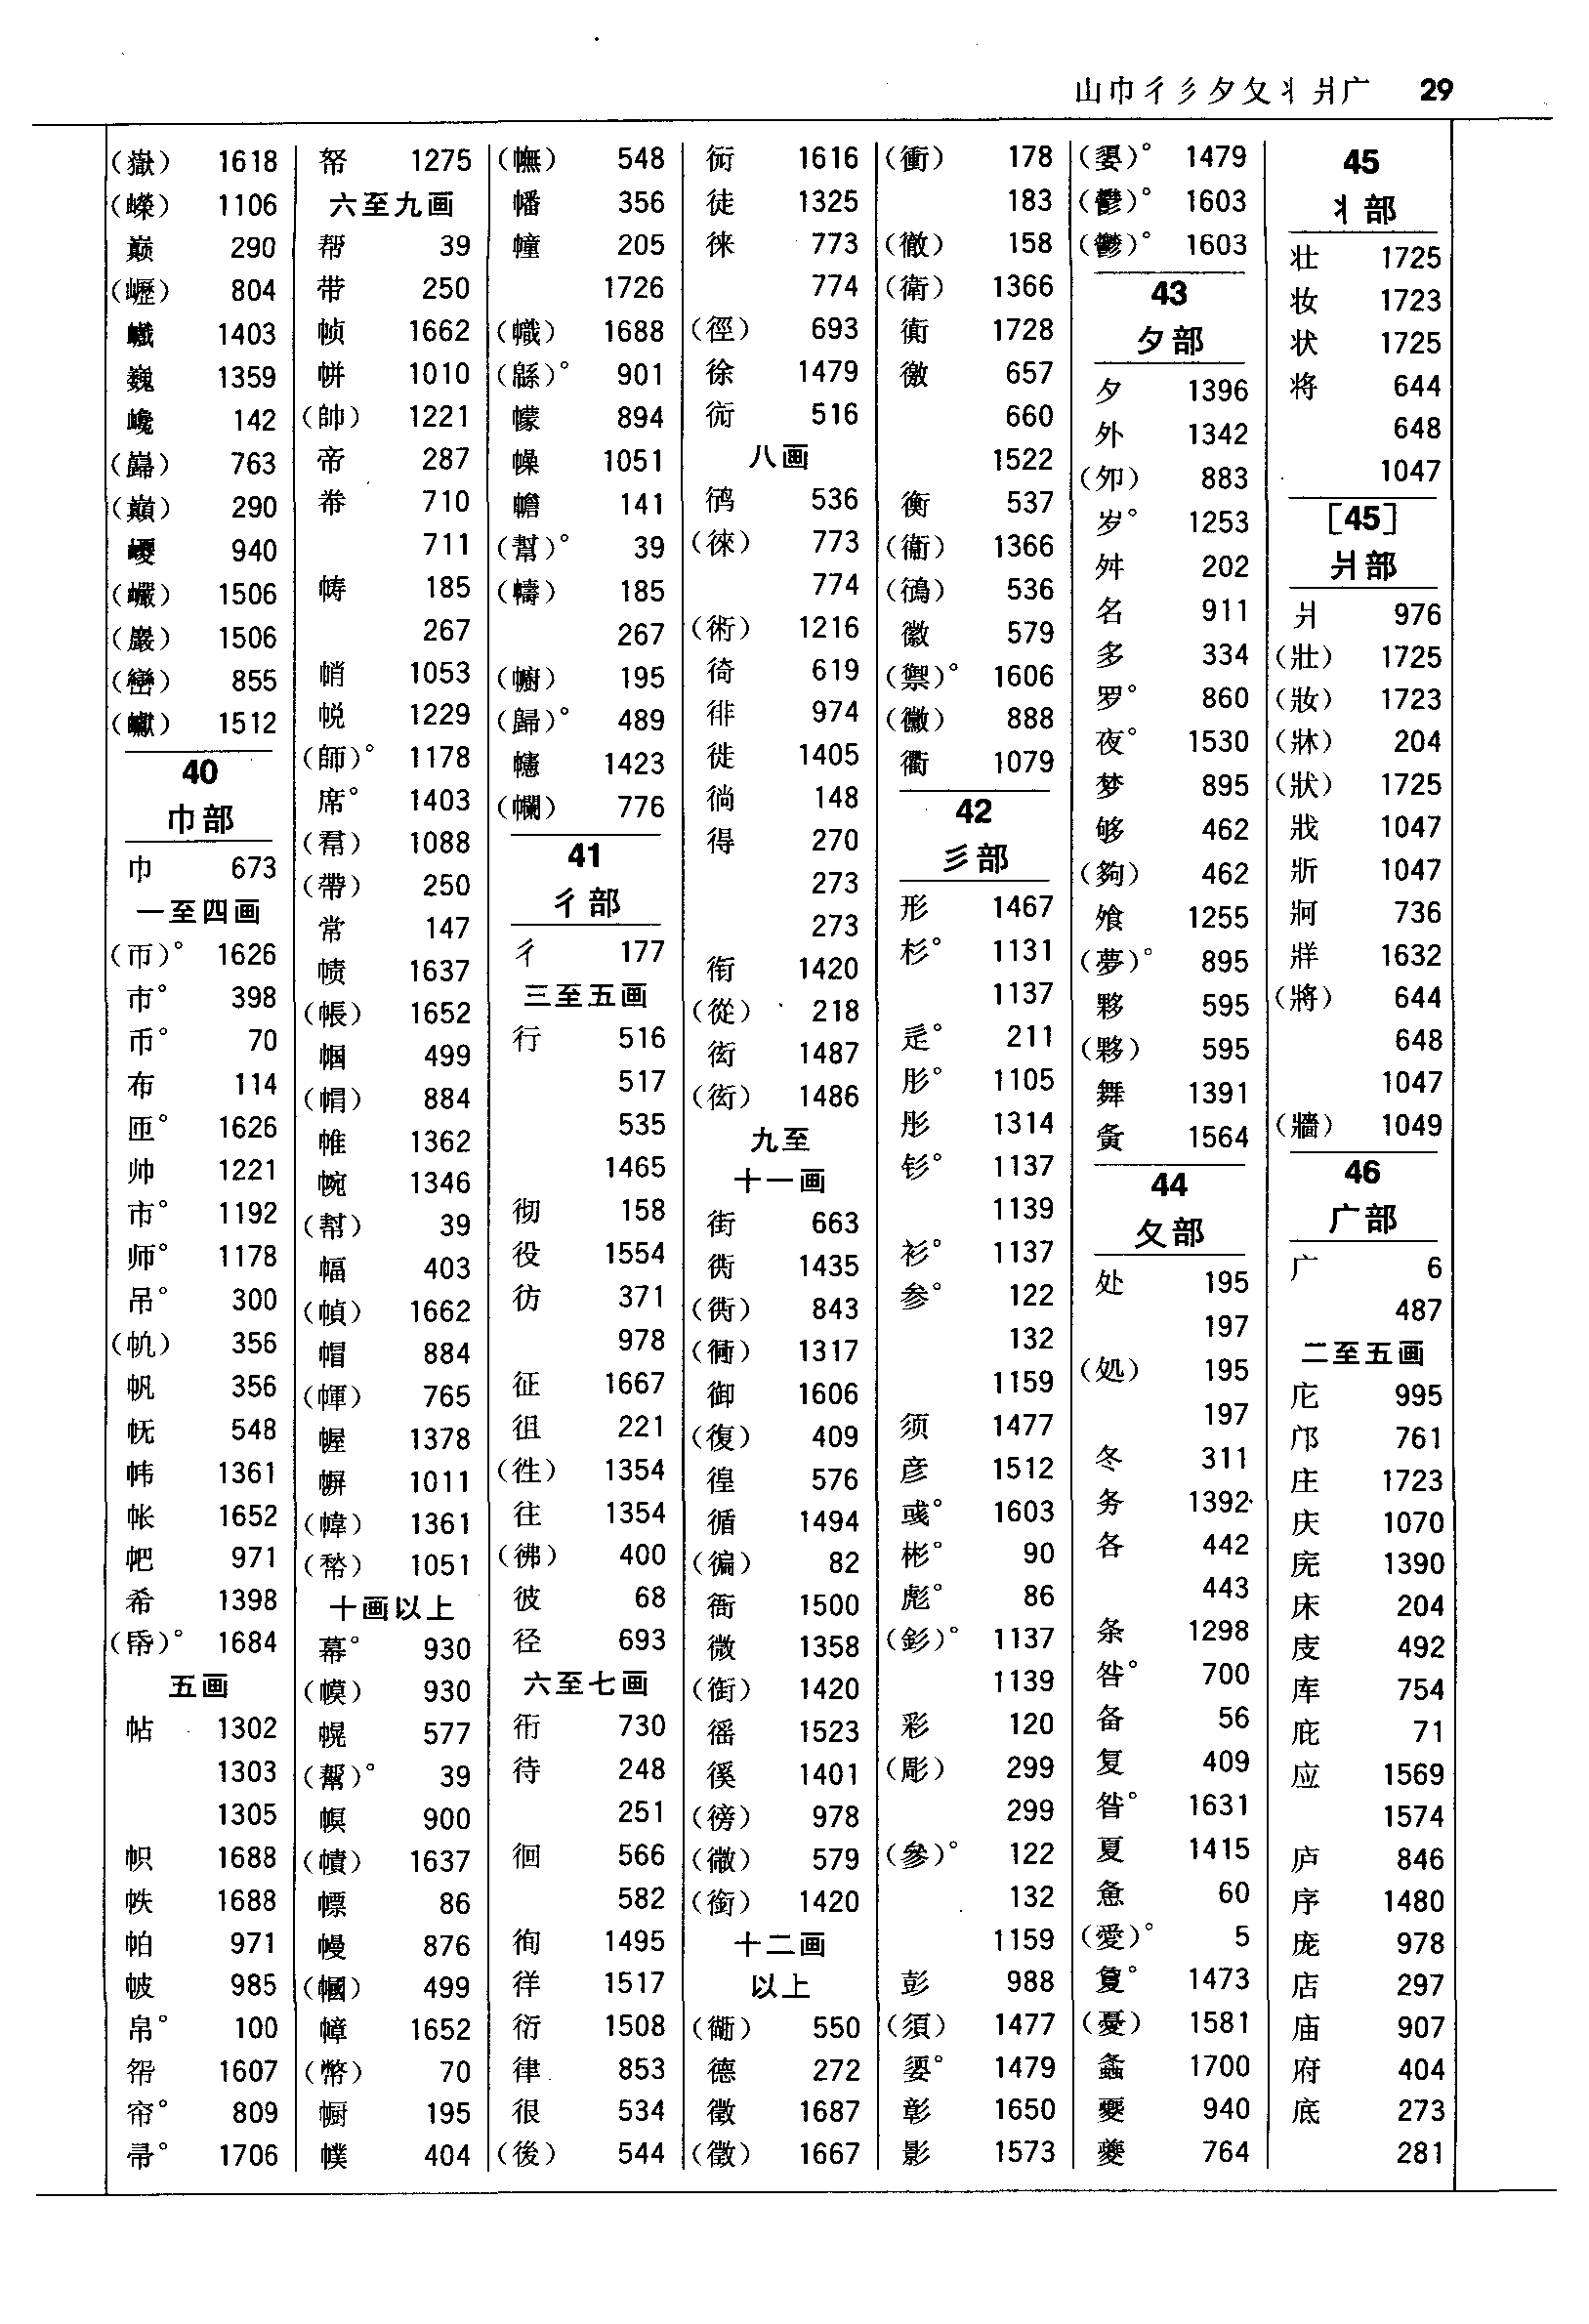 山巾彳彡夕夂丬爿广 29
(嶽) 1618
(嶸) 1106
巅 290
(巆) 804
巇 1403
巍 1359
巉 142
(巋) 763
(巔) 290
巎 940
(巖) 1506
(巌) 1506
(巒) 855
(巘) 1512
40
巾部
巾 673
一至四画
(帀)° 1626
市° 398
币° 70
布 114
匝° 1626
帅 1221
市° 1192
师° 1178
吊° 300
(帆) 356
帆 356
帍 548
帏 1361
帐 1652
帊 971
希 1398
(帋)° 1684
五画
帖 1302
1303
1305
帜 1688
帙 1688
帕 971
帔 985
帛° 100
帤 1607
帘° 809
帚° 1706
帑 1275
六至九画
帮 39
带 250
帧 1662
帡 1010
(帥) 1221
帝 287
帣 710
711
帱 185
267
帩 1053
帨 1229
(師)° 1178
席° 1403
(帬) 1088
(帶) 250
常 147
帻 1637
(帳) 1652
帼 499
(帽) 884
帷 1362
帵 1346
(幇) 39
幅 403
(幀) 1662
帽 884
(幝) 765
幄 1378
帲 1011
(幃) 1361
(幓) 1051
十画以上
幕° 930
(幙) 930
幌 577
(幫)° 39
幎 900
(幘) 1637
幖 86
幔 876
(幗) 499
幛 1652
(幣) 70
幮 195
幞 404
(幠) 548
幡 356
幢 205
1726
(幟) 1688
(緜)° 901
幪 894
幧 1051
幨 141
(幚)° 39
(幬) 185
267
(幮) 195
(歸)° 489
幰 1423
(幱) 776
41
彳部
彳 177
三至五画
行 516
517
535
1465
彻 158
役 1554
彷 371
978
征 1667
徂 221
(徃) 1354
往 1354
(彿) 400
彼 68
径 693
六至七画
衎 730
待 248
251
徊 566
582
徇 1495
徉 1517
衍 1508
律 853
很 534
(後) 544
衏 1616
徒 1325
徕 773
774
(徑) 693
徐 1479
衏 516
八画
鸻 536
(徠) 773
774
(術) 1216
徛 619
徘 974
徙 1405
徜 148
得 270
273
273
衔 1420
(從) 218
衒 1487
(衒) 1486
九至
十一画
街 663
衖 1435
(衖) 843
(衕) 1317
御 1606
(復) 409
徨 576
循 1494
(徧) 82
衙 1500
微 1358
(銜) 1420
徭 1523
徯 1401
(徬) 978
(徽) 579
(銜) 1420
十二画
以上
(衚) 550
德 272
徵 1687
(徵) 1667
(衝) 178
183
(徹) 158
(衛) 1366
衠 1728
徼 657
660
1522
衡 537
(衞) 1366
(鴴) 536
徽 579
(禦)° 1606
(黴) 888
衢 1079
42
彡部
形 1467
杉° 1131
1137
辵° 211
肜° 1105
彤 1314
钐° 1137
1139
衫° 1137
参° 122
132
1159
须 1477
彦 1512
彧° 1603
彬° 90
彪° 86
(釤)° 1137
1139
彩 120
(彫) 299
299
(參)° 122
132
1159
彭 988
(須) 1477
媭° 1479
彰 1650
影 1573
(嬃)° 1479
(鬱)° 1603
(鬱)° 1603
43
夕部
夕 1396
外 1342
(夘) 883
岁° 1253
舛 202
名 911
多 334
罗° 860
夜° 1530
梦 895
够 462
(夠) 462
飧 1255
(夢)° 895
夥 595
(夥) 595
舞 1391
夤 1564
44
夂部
处 195
197
(処) 195
197
冬 311
务 1392
各 442
443
条 1298
咎° 700
备 56
复 409
昝° 1631
夏 1415
惫 60
(愛)° 5
敻° 1473
(憂) 1581
螽 1700
夒 940
夔 764
45
丬部
壮 1725
妆 1723
状 1725
将 644
648
1047
[45]
爿部
爿 976
(壯) 1725
(妝) 1723
(牀) 204
(狀) 1725
戕 1047
斨 1047
牁 736
牂 1632
(將) 644
648
1047
(牆) 1049
46
广部
广 6
487
二至五画
庀 995
邝 761
庄 1723
庆 1070
庑 1390
床 204
庋 492
库 754
庇 71
应 1569
1574
庐 846
序 1480
庞 978
店 297
庙 907
府 404
底 273
281